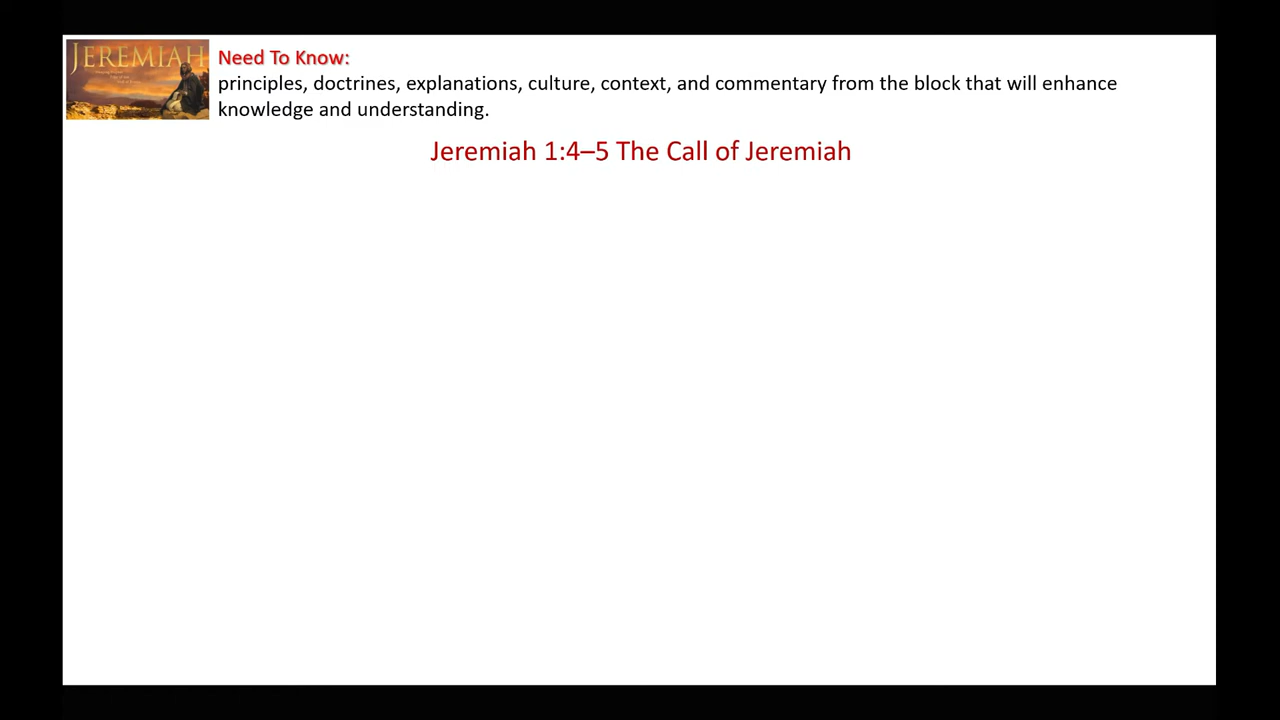 JEREMIAH
Need To Know:
principles, doctrines, explanations, culture, context, and commentary from the block that will enhance
knowledge and understanding.
Jeremiah 1:4–5 The Call of Jeremiah